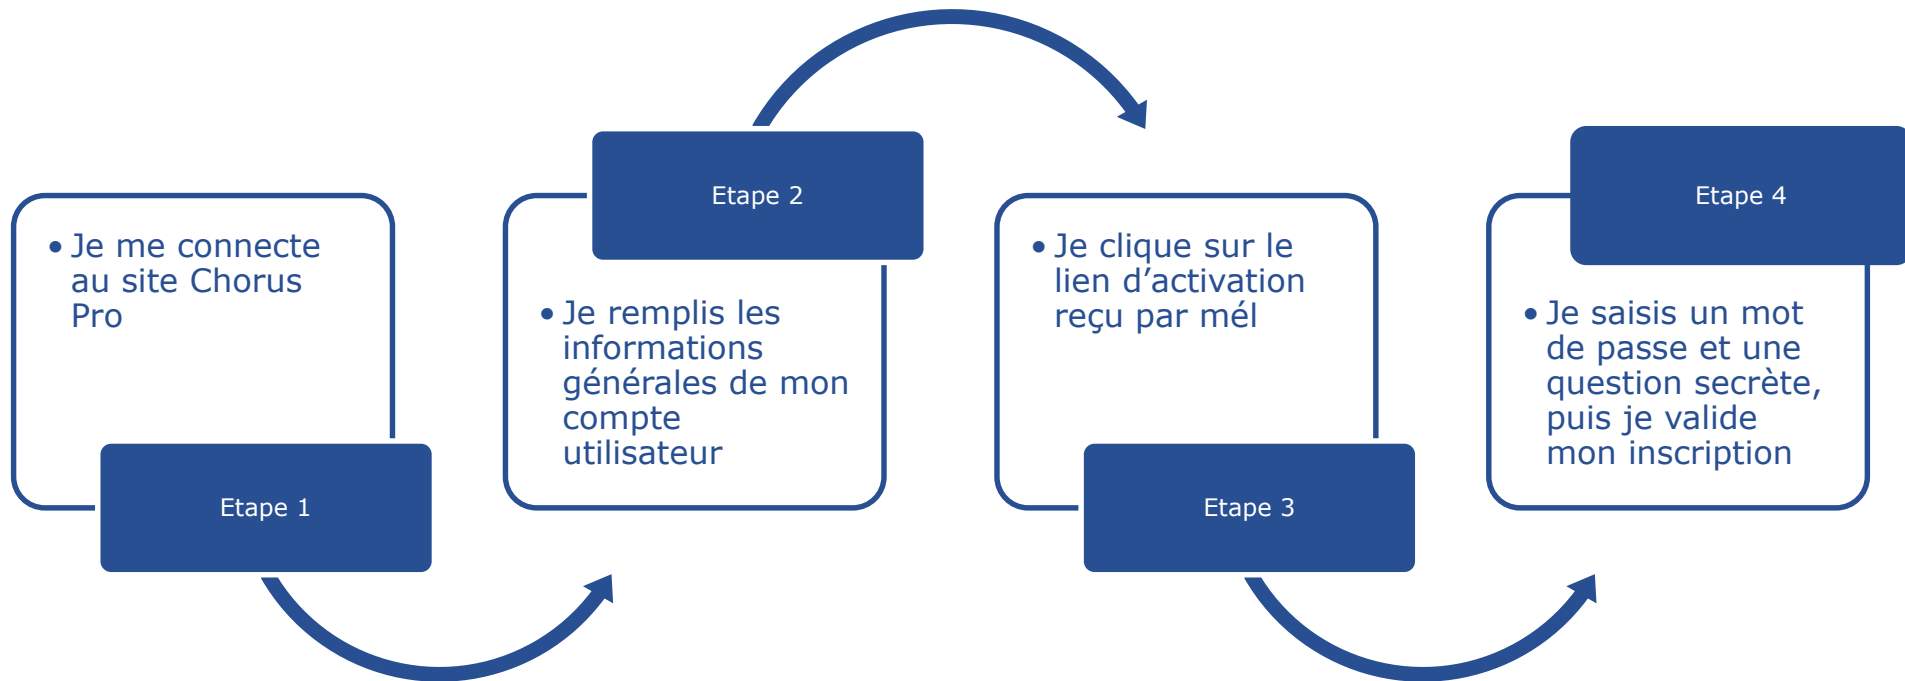 • Je me connecte
au site Chorus
Pro
Etape 1
Etape 2
• Je remplis les
informations
générales de mon
compte
utilisateur
• Je clique sur le
lien d’activation
reçu par mél
Etape 3
Etape 4
• Je saisis un mot
de passe et une
question secrète,
puis je valide
mon inscription